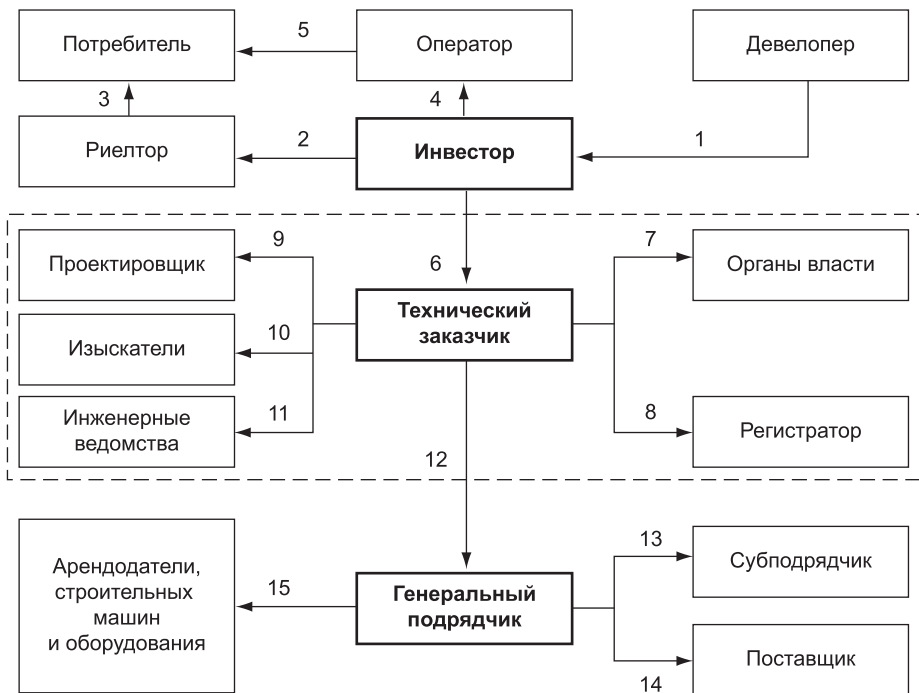 Потребитель
5
Оператор
Девелопер
3
4
Риелтор
2
Инвестор
1
Проектировщик
9
6
7
Органы власти
Технический
заказчик
Изыскатели
10
Инженерные
ведомства
11
8
Регистратор
12
Арендодатели,
строительных
машин
и оборудования
15
Генеральный
подрядчик
13
Субподрядчик
14
Поставщик